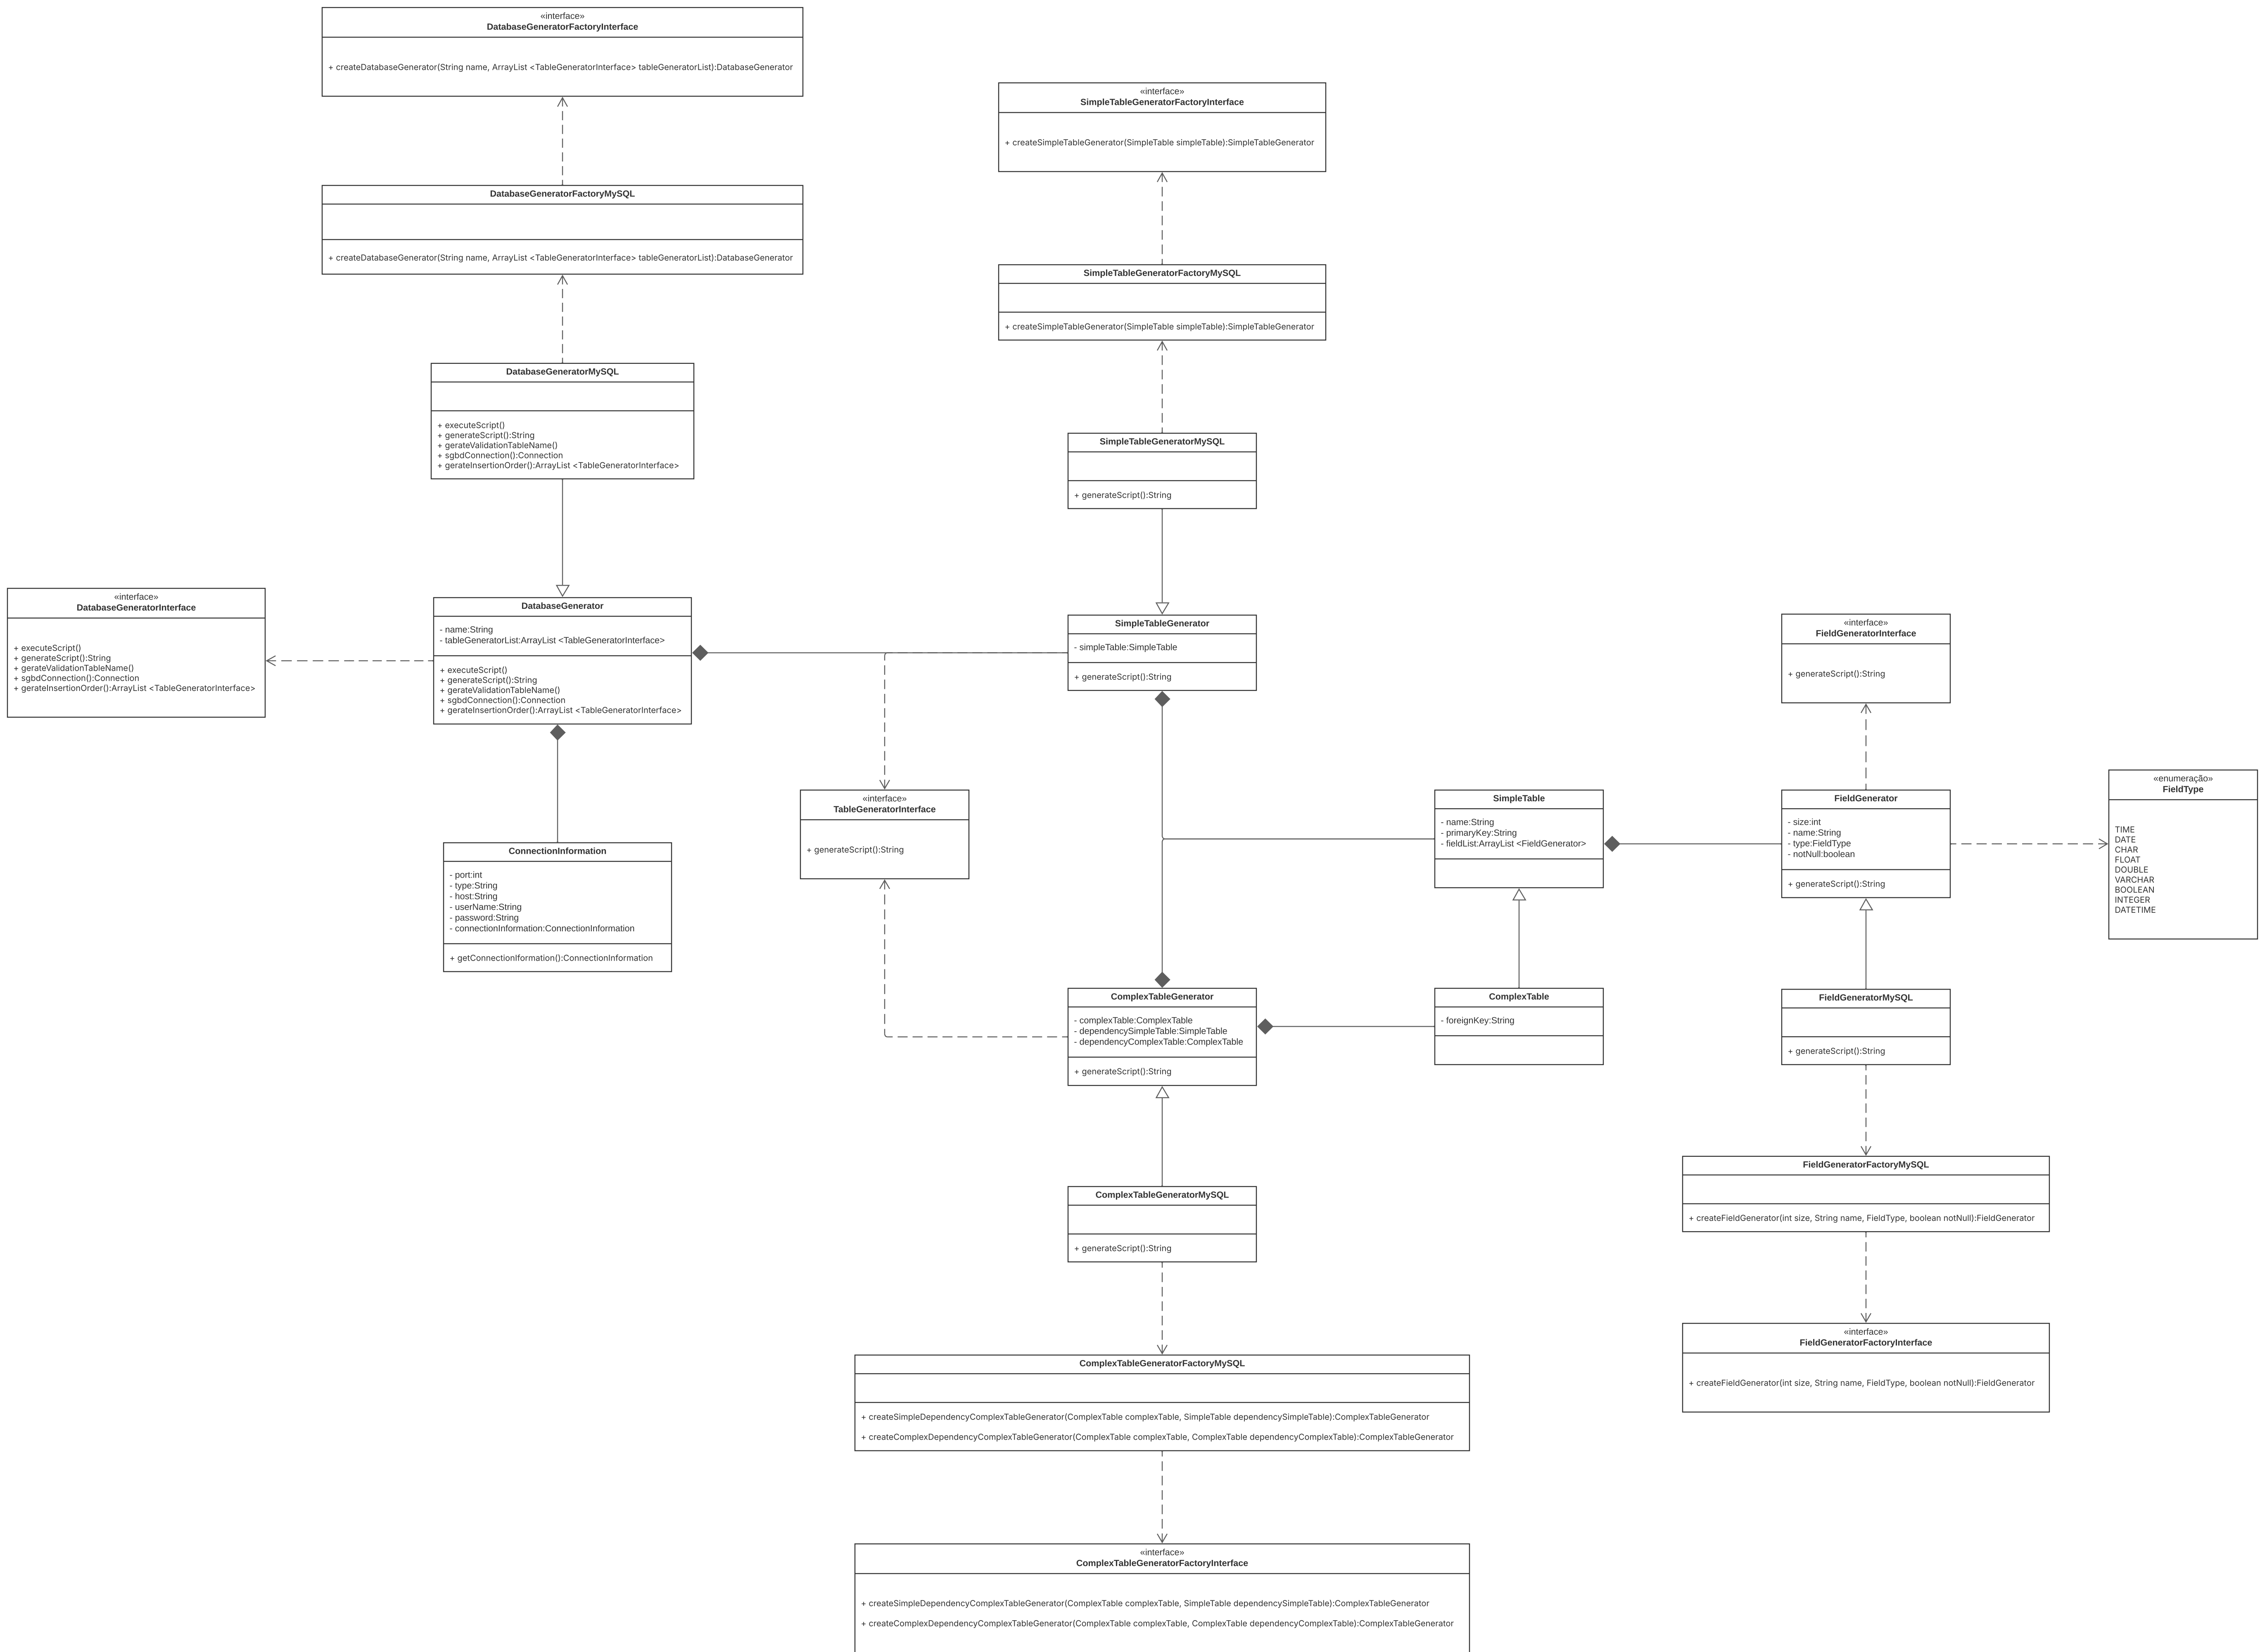 «interface»
DatabaseGeneratorFactoryInterface
+ createDatabaseGenerator(String name, ArrayList <TableGeneratorInterface> tableGeneratorList):DatabaseGenerator
«interface»
SimpleTableGeneratorFactoryInterface
+ createSimpleTableGenerator(SimpleTable simpleTable):SimpleTableGenerator
DatabaseGeneratorFactoryMySQL
+ createDatabaseGenerator(String name, ArrayList <TableGeneratorInterface> tableGeneratorList):DatabaseGenerator
SimpleTableGeneratorFactoryMySQL
+ createSimpleTableGenerator(SimpleTable simpleTable):SimpleTableGenerator
DatabaseGeneratorMySQL
+ executeScript()
+ generateScript():String
+ gerateValidationTableName()
+ sgbdConnection():Connection
+ gerateInsertionOrder():ArrayList <TableGeneratorInterface>
SimpleTableGeneratorMySQL
+ generateScript():String
«interface»
DatabaseGeneratorInterface
+ executeScript()
+ generateScript():String
+ gerateValidationTableName()
+ sgbdConnection():Connection
+ gerateInsertionOrder():ArrayList <TableGeneratorInterface>
DatabaseGenerator
- name:String
- tableGeneratorList:ArrayList <TableGeneratorInterface>
+ executeScript()
+ generateScript():String
+ gerateValidationTableName()
+ sgbdConnection():Connection
+ gerateInsertionOrder():ArrayList <TableGeneratorInterface>
SimpleTableGenerator
- simpleTable:SimpleTable
+ generateScript():String
«interface»
FieldGeneratorInterface
+ generateScript():String
«interface»
TableGeneratorInterface
+ generateScript():String
SimpleTable
- name:String
- primaryKey:String
- fieldList:ArrayList <FieldGenerator>
FieldGenerator
- size:int
- name:String
- type:FieldType
- notNull:boolean
+ generateScript():String
«enumeração»
FieldType
TIME
DATE
CHAR
FLOAT
DOUBLE
VARCHAR
BOOLEAN
INTEGER
DATETIME
ConnectionInformation
- port:int
- type:String
- host:String
- userName:String
- password:String
- connectionInformation:ConnectionInformation
+ getConnectionIformation():ConnectionInformation
ComplexTableGenerator
- complexTable:ComplexTable
- dependencySimpleTable:SimpleTable
- dependencyComplexTable:ComplexTable
+ generateScript():String
ComplexTable
- foreignKey:String
FieldGeneratorMySQL
+ generateScript():String
ComplexTableGeneratorMySQL
+ generateScript():String
FieldGeneratorFactoryMySQL
+ createFieldGenerator(int size, String name, FieldType, boolean notNull):FieldGenerator
«interface»
FieldGeneratorFactoryInterface
+ createFieldGenerator(int size, String name, FieldType, boolean notNull):FieldGenerator
ComplexTableGeneratorFactoryMySQL
+ createSimpleDependencyComplexTableGenerator(ComplexTable complexTable, SimpleTable dependencySimpleTable):ComplexTableGenerator
+ createComplexDependencyComplexTableGenerator(ComplexTable complexTable, ComplexTable dependencyComplexTable):ComplexTableGenerator
«interface»
ComplexTableGeneratorFactoryInterface
+ createSimpleDependencyComplexTableGenerator(ComplexTable complexTable, SimpleTable dependencySimpleTable):ComplexTableGenerator
+ createComplexDependencyComplexTableGenerator(ComplexTable complexTable, ComplexTable dependencyComplexTable):ComplexTableGenerator